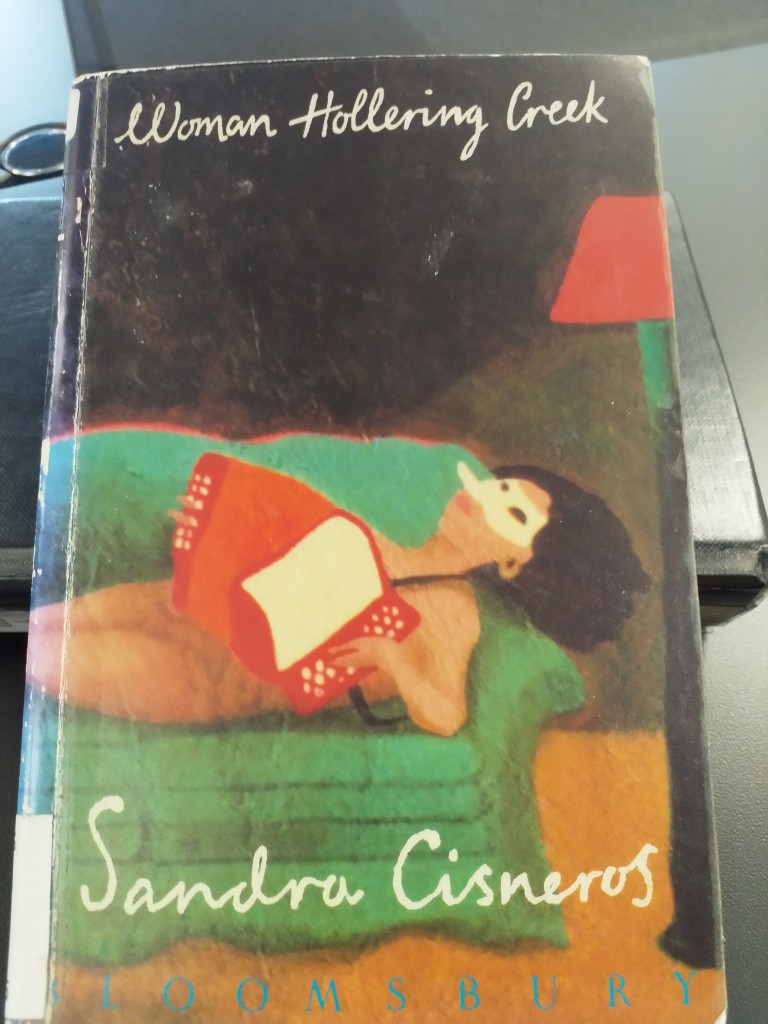 Woman Hollering Creek
Sandra Cisneros
BLOOMSBURY